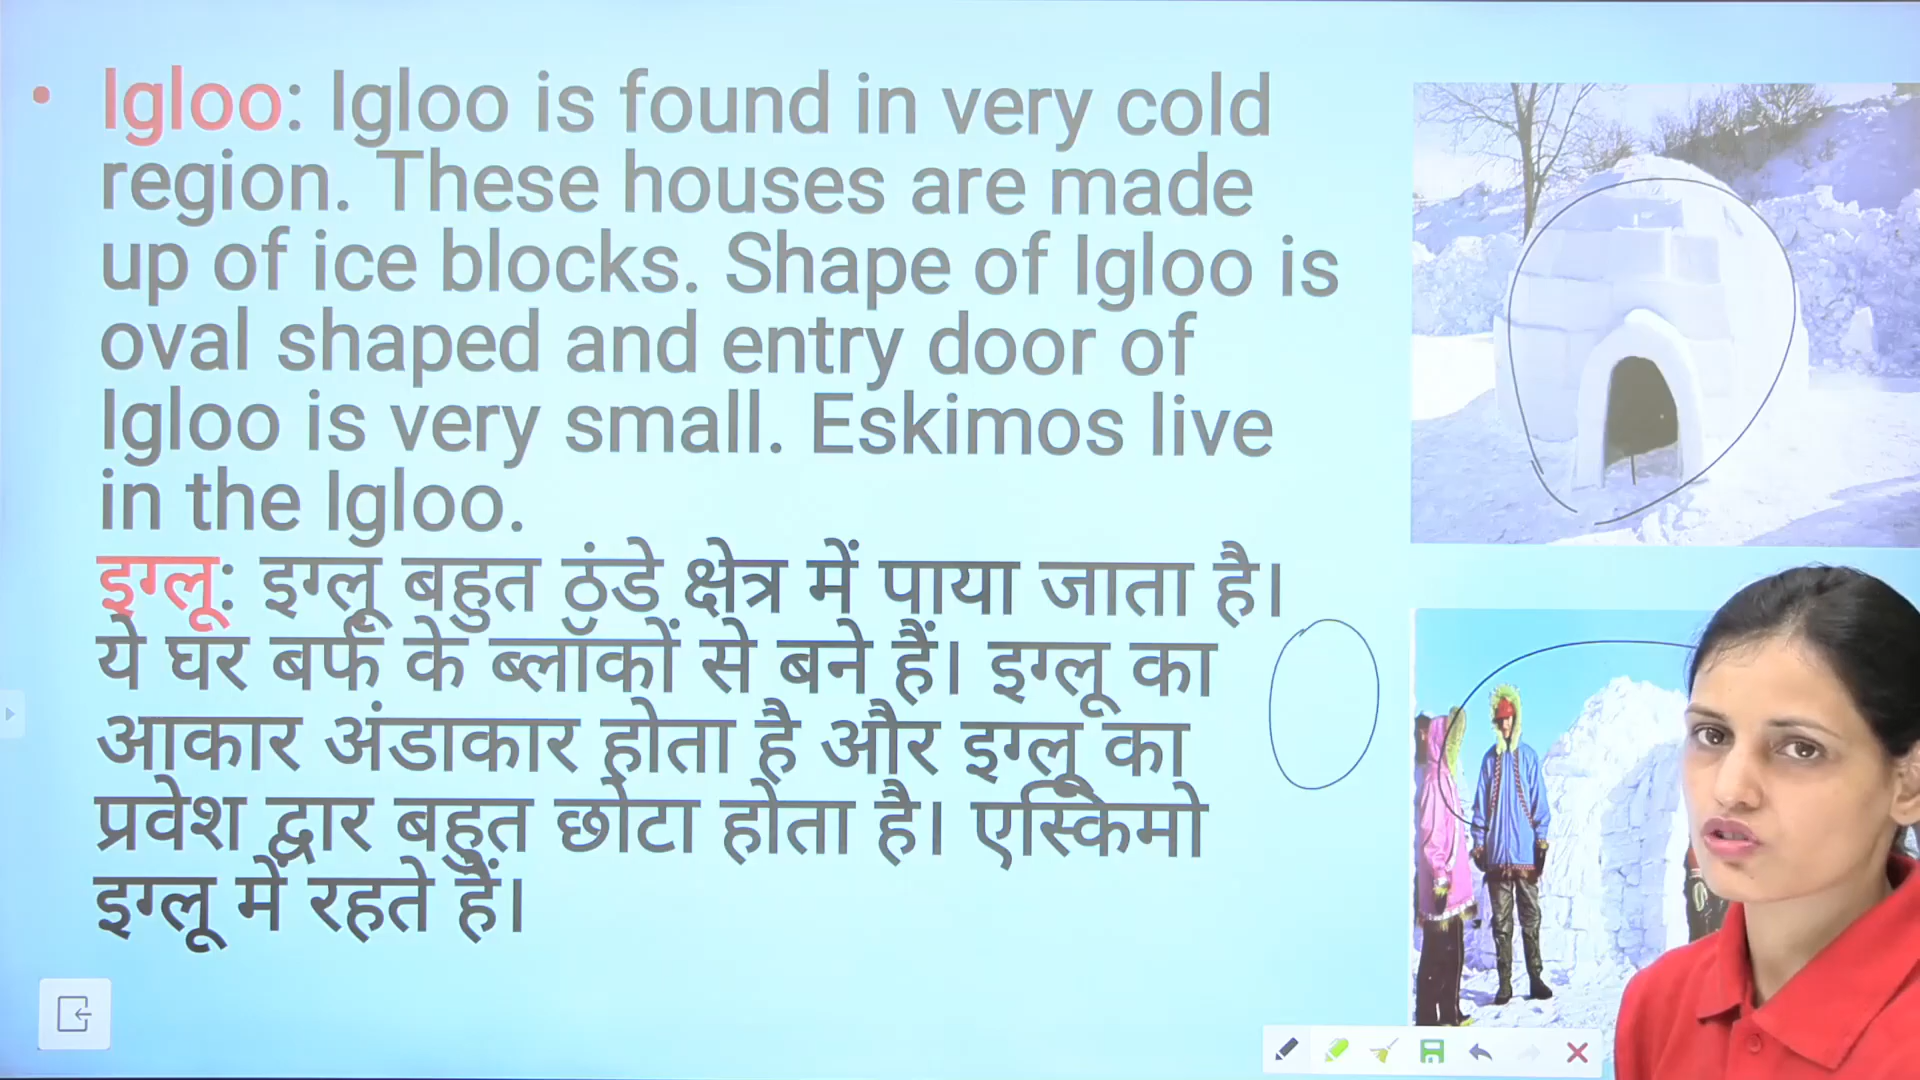 • Igloo: Igloo is found in very cold
region. These houses are made
up of ice blocks. Shape of Igloo is
oval shaped and entry door of
Igloo is very small. Eskimos live
in the Igloo.
इग्लू: इग्लू बहुत ठंडे क्षेत्र में पाया जाता है।
ये घर बर्फ के ब्लॉकों से बने हैं। इग्लू का
आकार अंडाकार होता है और इग्लू का
प्रवेश द्वार बहुत छोटा होता है। एस्किमो
इग्लू में रहते हैं।